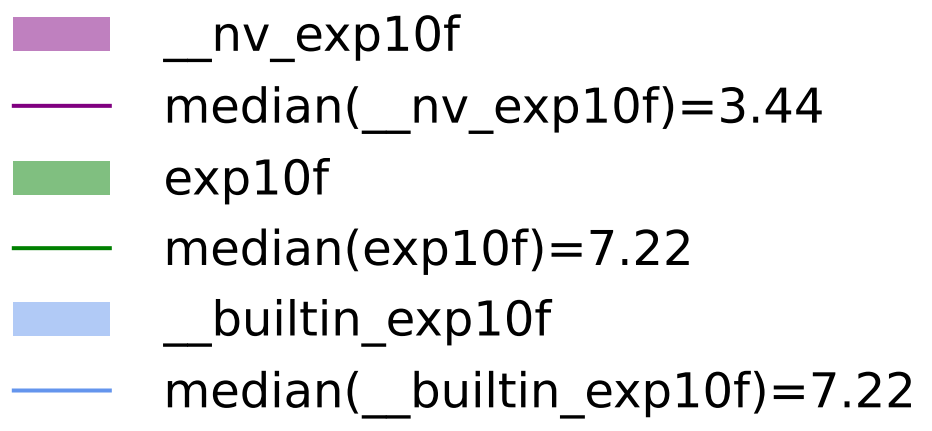 __nv_exp10f
median(__nv_exp10f)=3.44
exp10f
median(exp10f)=7.22
__builtin_exp10f
median(__builtin_exp10f)=7.22